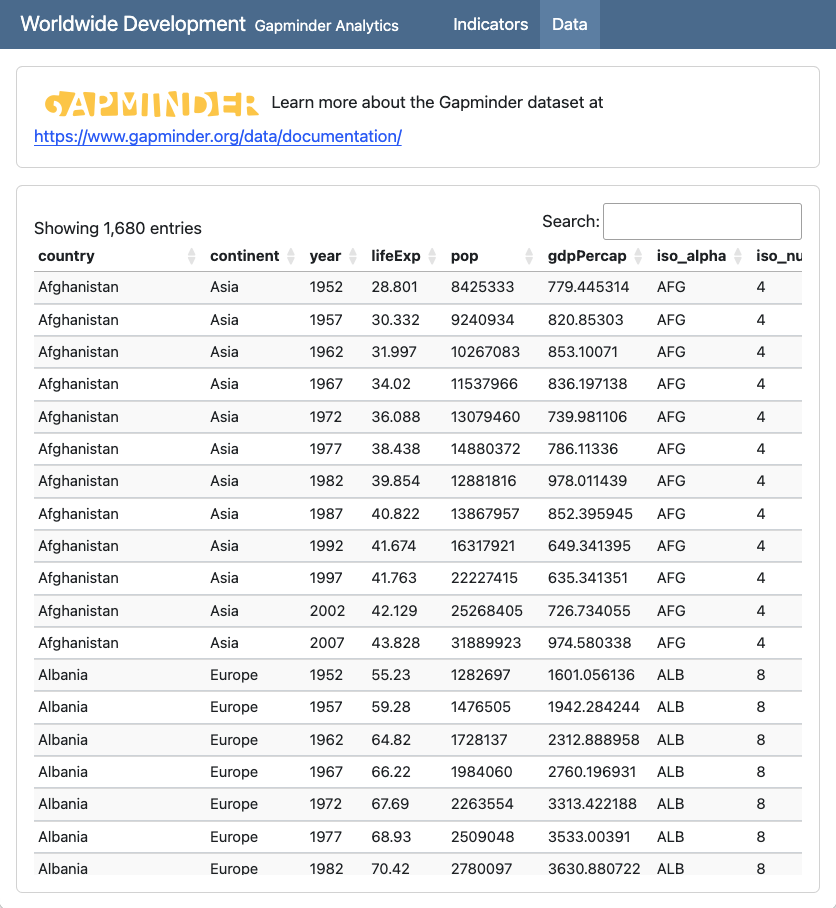 Worldwide Development Gapminder Analytics Indicators Data
GAPMINDER Learn more about the Gapminder dataset at
https://www.gapminder.org/data/documentation/
Showing 1,680 entries Search:
country continent year lifeExp pop gdpPercap iso_alpha iso_nu
Afghanistan Asia 1952 28.801 8425333 779.445314 AFG 4
Afghanistan Asia 1957 30.332 9240934 820.85303 AFG 4
Afghanistan Asia 1962 31.997 10267083 853.10071 AFG 4
Afghanistan Asia 1967 34.02 11537966 836.197138 AFG 4
Afghanistan Asia 1972 36.088 13079460 739.981106 AFG 4
Afghanistan Asia 1977 38.438 14880372 786.11336 AFG 4
Afghanistan Asia 1982 39.854 12881816 978.011439 AFG 4
Afghanistan Asia 1987 40.822 13867957 852.395945 AFG 4
Afghanistan Asia 1992 41.674 16317921 649.341395 AFG 4
Afghanistan Asia 1997 41.763 22227415 635.341351 AFG 4
Afghanistan Asia 2002 42.129 25268405 726.734055 AFG 4
Afghanistan Asia 2007 43.828 31889923 974.580338 AFG 4
Albania Europe 1952 55.23 1282697 1601.056136 ALB 8
Albania Europe 1957 59.28 1476505 1942.284244 ALB 8
Albania Europe 1962 64.82 1728137 2312.888958 ALB 8
Albania Europe 1967 66.22 1984060 2760.196931 ALB 8
Albania Europe 1972 67.69 2263554 3313.422188 ALB 8
Albania Europe 1977 68.93 2509048 3533.00391 ALB 8
Albania Europe 1982 70.42 2780097 3630.880722 ALB 8